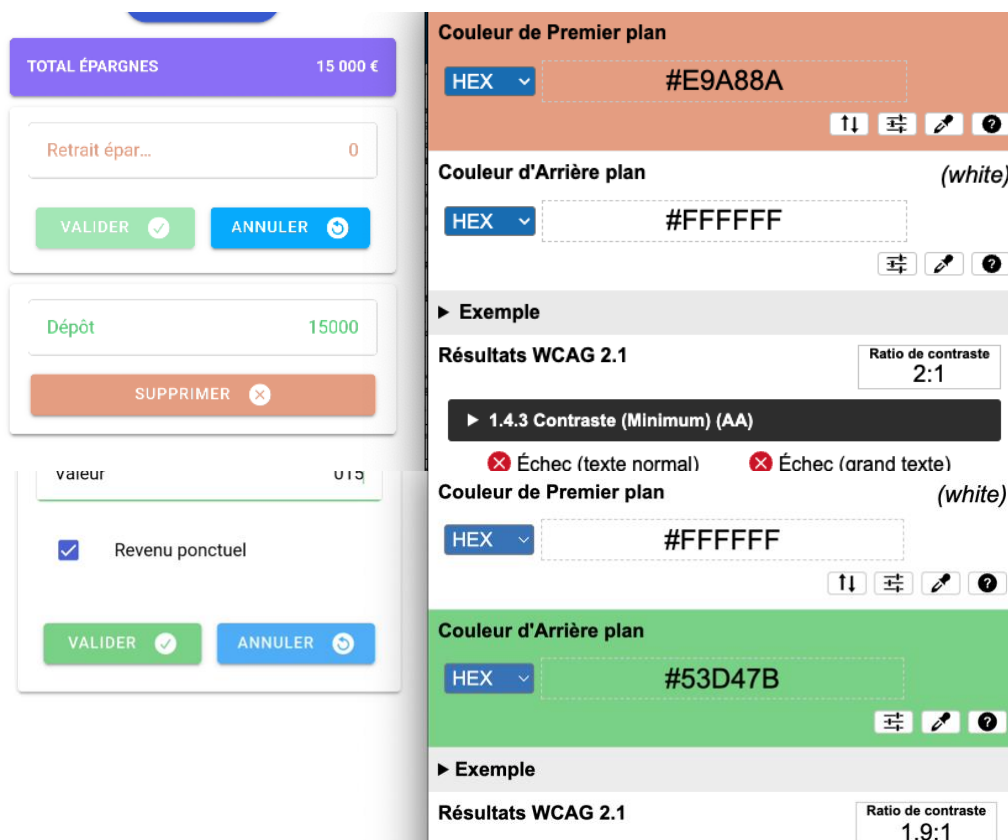 TOTAL ÉPARGNES 15 000 €
Retrait épar... 0
VALIDER ANNULER
Dépôt 15000
SUPPRIMER
Valeur 015
Revenu ponctuel
VALIDER ANNULER
Couleur de Premier plan
HEX #E9A88A
Couleur d'Arrière plan (white)
HEX #FFFFFF
Exemple
Résultats WCAG 2.1 Ratio de contraste
2:1
1.4.3 Contraste (Minimum) (AA)
Échec (texte normal) Échec (grand texte)
Couleur de Premier plan (white)
HEX #FFFFFF
Couleur d'Arrière plan
HEX #53D47B
Exemple
Résultats WCAG 2.1 Ratio de contraste
1.9:1